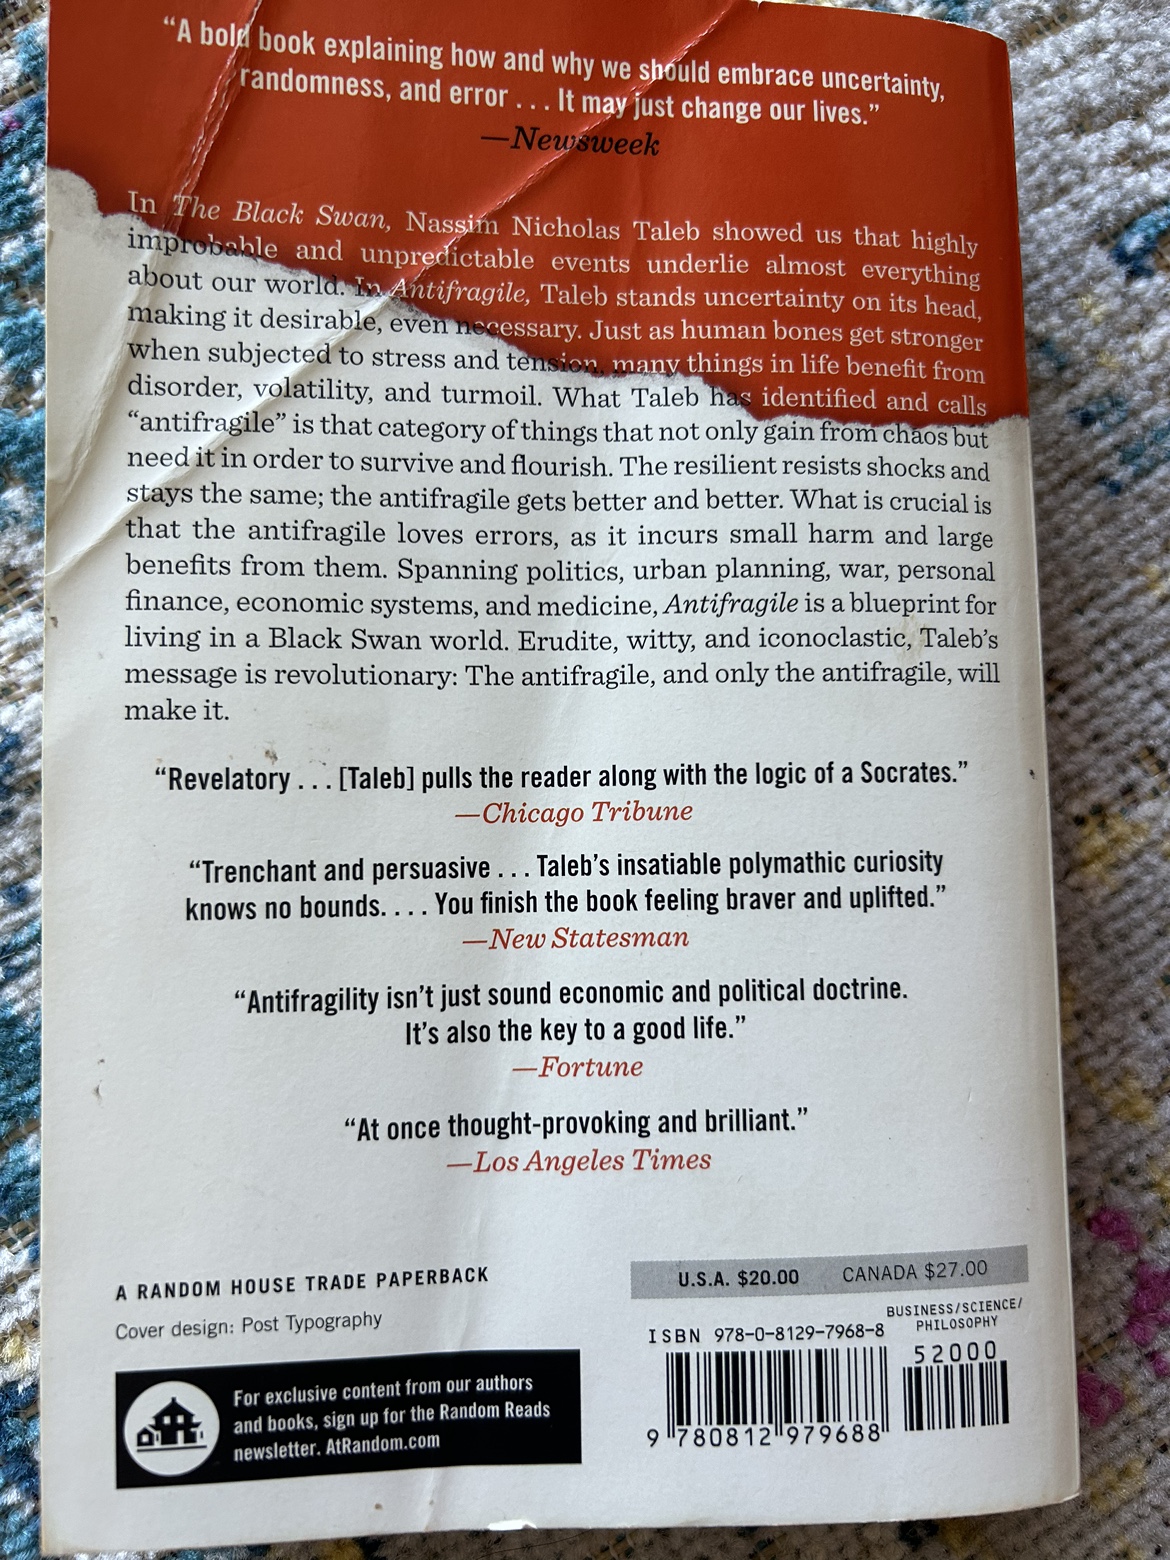 “A bold book explaining how and why we should embrace uncertainty,
randomness, and error . . . It may just change our lives.”
—Newsweek
In The Black Swan, Nassim Nicholas Taleb showed us that highly
improbable and unpredictable events underlie almost everything
about our world. In Antifragile, Taleb stands uncertainty on its head,
making it desirable, even necessary. Just as human bones get stronger
when subjected to stress and tension, many things in life benefit from
disorder, volatility, and turmoil. What Taleb has identified and calls
“antifragile” is that category of things that not only gain from chaos but
need it in order to survive and flourish. The resilient resists shocks and
stays the same; the antifragile gets better and better. What is crucial is
that the antifragile loves errors, as it incurs small harm and large
benefits from them. Spanning politics, urban planning, war, personal
finance, economic systems, and medicine, Antifragile is a blueprint for
living in a Black Swan world. Erudite, witty, and iconoclastic, Taleb’s
message is revolutionary: The antifragile, and only the antifragile, will
make it.
“Revelatory . . . [Taleb] pulls the reader along with the logic of a Socrates.”
—Chicago Tribune
“Trenchant and persuasive . . . Taleb’s insatiable polymathic curiosity
knows no bounds. . . . You finish the book feeling braver and uplifted.”
—New Statesman
“Antifragility isn’t just sound economic and political doctrine.
It’s also the key to a good life.”
—Fortune
“At once thought-provoking and brilliant.”
—Los Angeles Times
A RANDOM HOUSE TRADE PAPERBACK
Cover design: Post Typography
For exclusive content from our authors
and books, sign up for the Random Reads
newsletter. AtRandom.com
U.S.A. $20.00 CANADA $27.00
BUSINESS/SCIENCE/
PHILOSOPHY
ISBN 978-0-8129-7968-8
52000
9 780812 979688